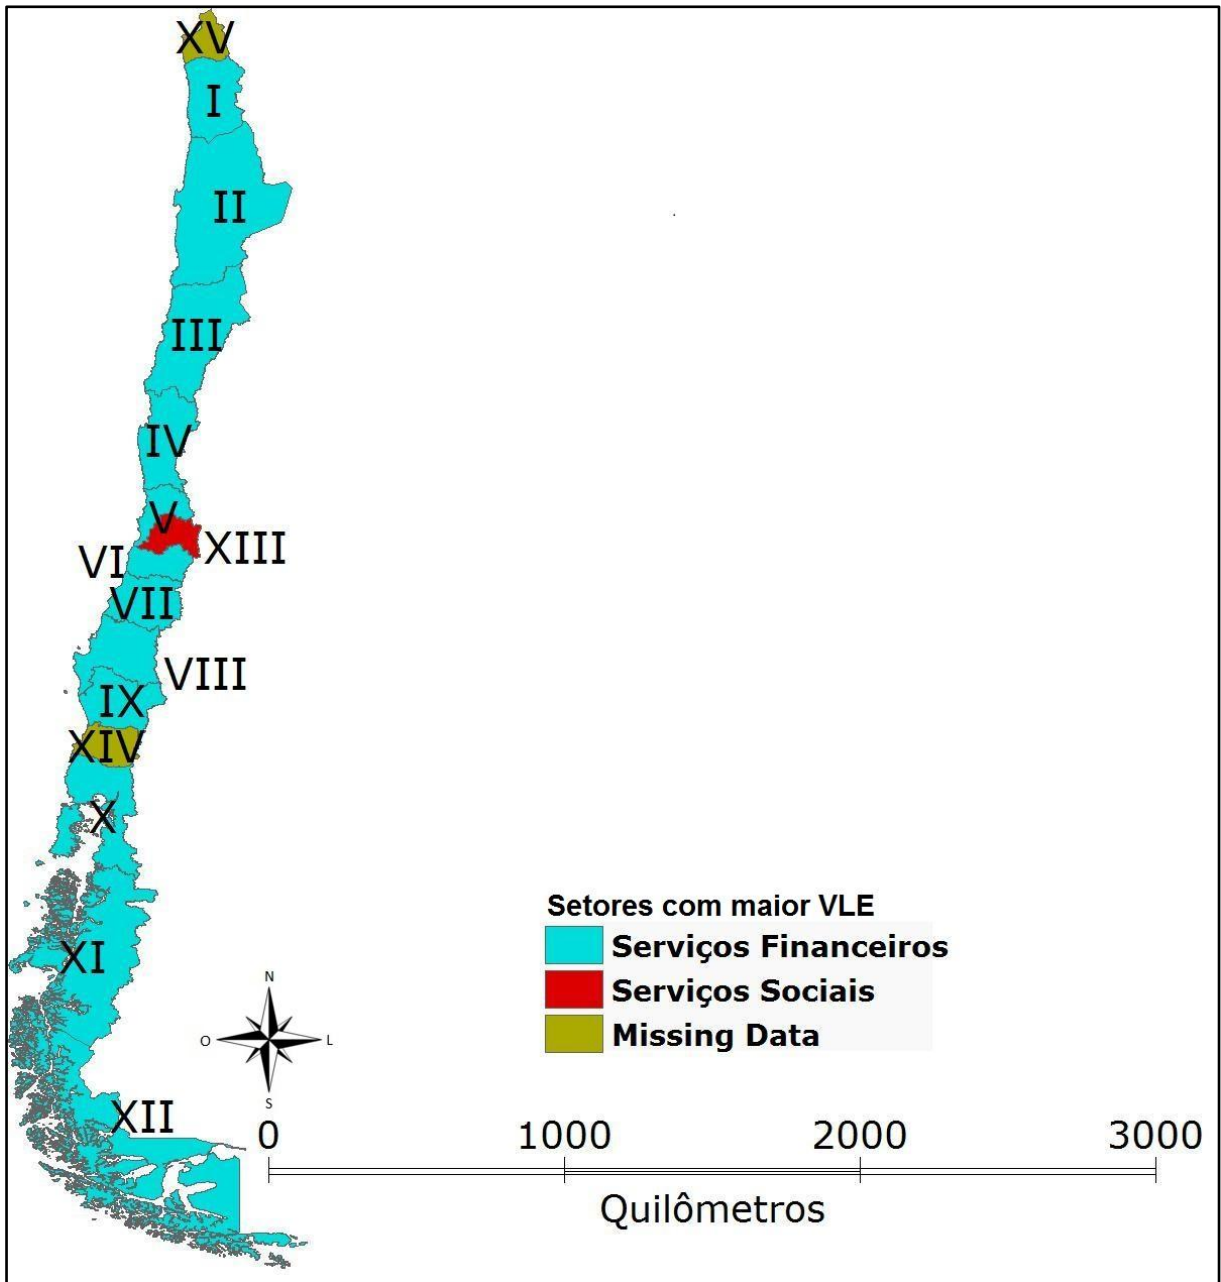 XV
I
II
III
IV
V
XIII
VI
VII
VIII
IX
XIV
X
XI
XII
Setores com maior VLE
Serviços Financeiros
Serviços Sociais
Missing Data
N
O L
S
0 1000 2000 3000
Quilômetros